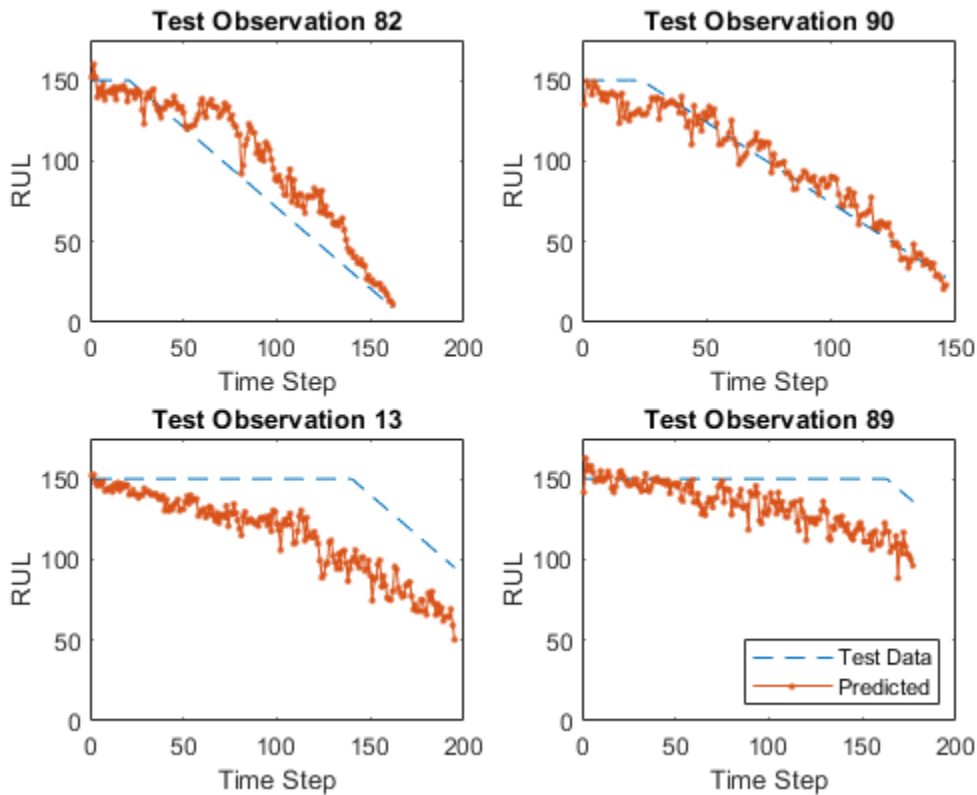 Test Observation 82
150
100
50
0
RUL
0 50 100 150 200
Time Step
Test Observation 90
150
100
50
0
RUL
0 50 100 150
Time Step
Test Observation 13
150
100
50
0
RUL
0 50 100 150 200
Time Step
Test Observation 89
150
100
50
0
RUL
Test Data
Predicted
0 50 100 150 200
Time Step